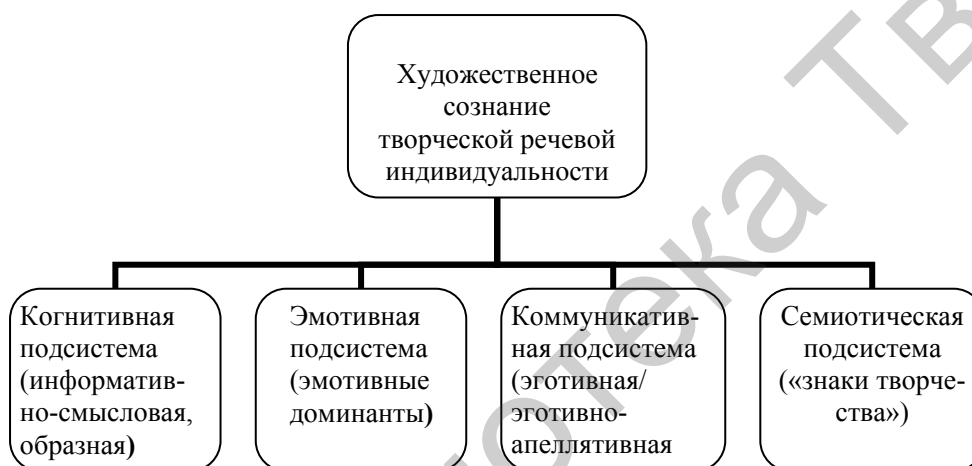 Художественное
сознание
творческой речевой
индивидуальности
Когнитивная
подсистема
(информатив-
но-смысловая,
образная)
Эмотивная
подсистема
(эмотивные
доминанты)
Коммуникатив-
ная подсистема
(эготивная/
эготивно-
апеллятивная
Семиотическая
подсистема
(«знаки творче-
ства»)